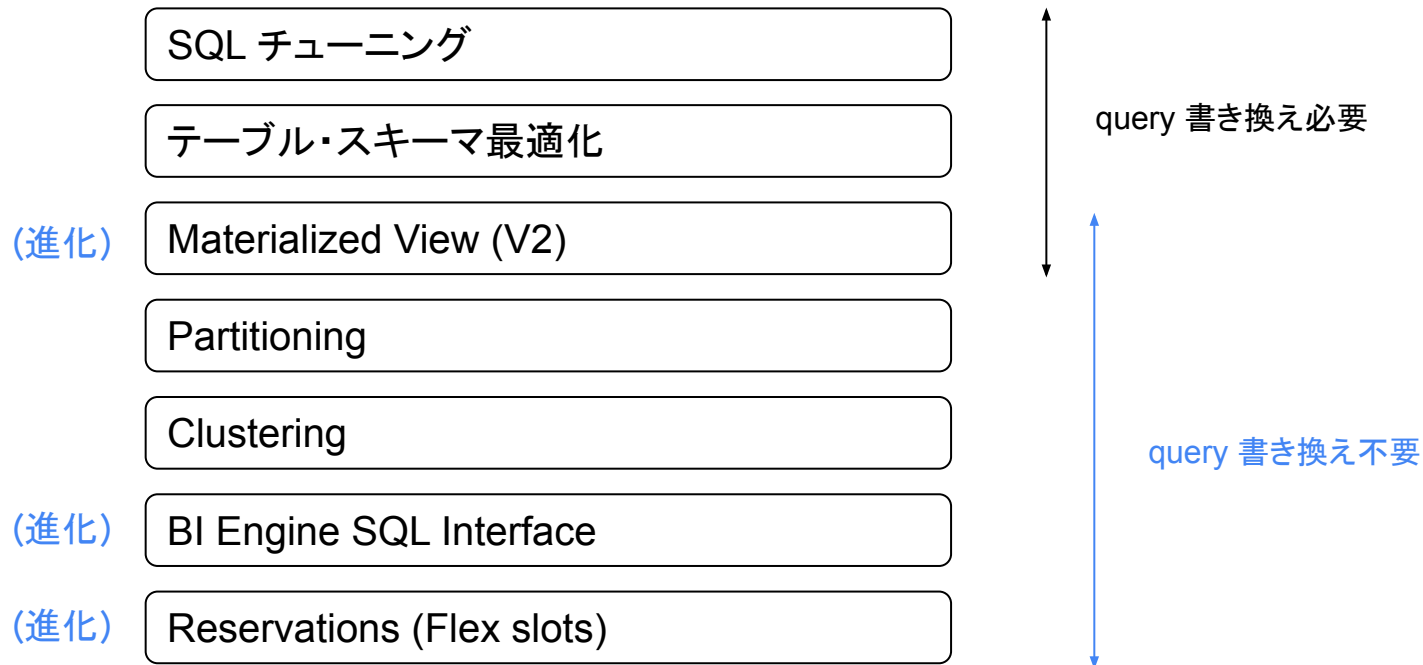 SQL チューニング
query 書き換え必要
テーブル・スキーマ最適化
(進化) Materialized View (V2)
Partitioning
Clustering
query 書き換え不要
(進化) BI Engine SQL Interface
(進化) Reservations (Flex slots)